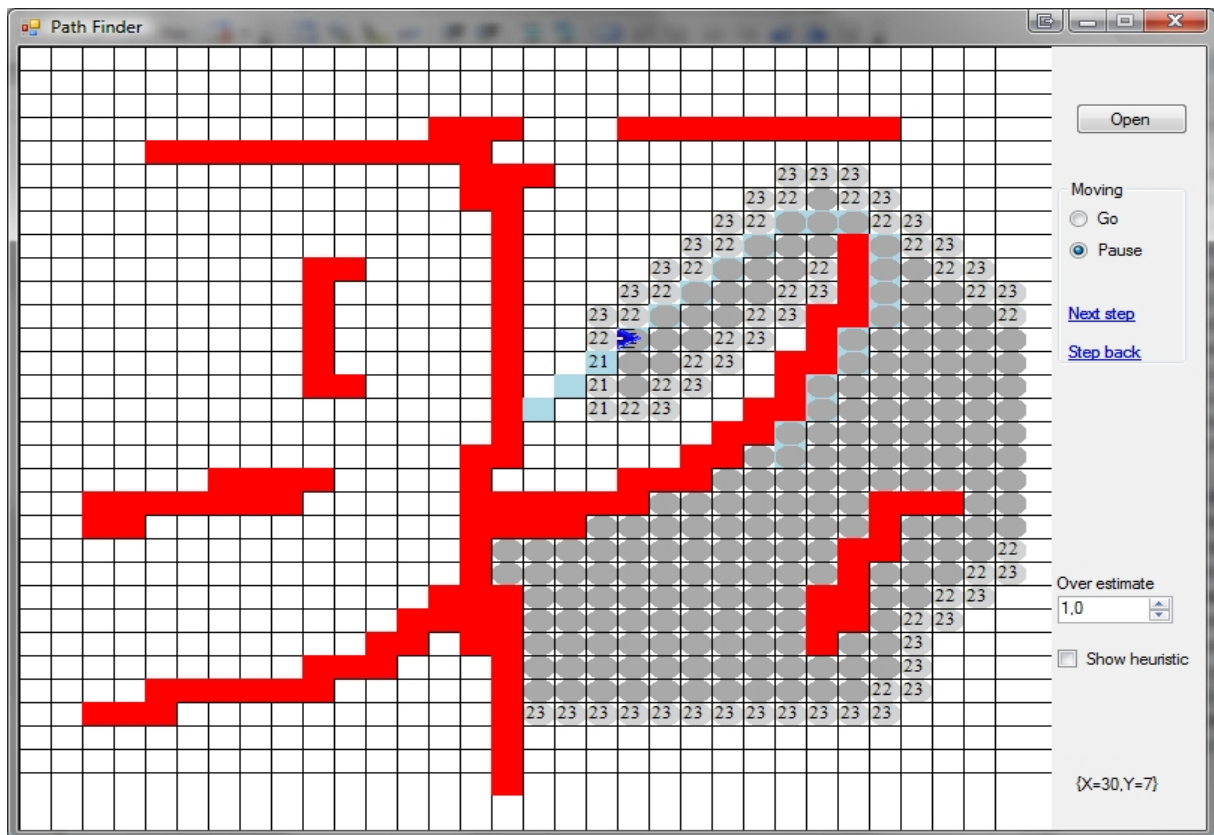 Path Finder
Open
23 23 23
Moving
23 22 22 23
23 22 22 23
Go
23 22 22 23
Pause
23 22 22 22 23
23 22 22 23 22 23
23 22 22 23 22
Next step
22 22 23
Step back
21 22 23
21 22 23
21 22 23
22
22 23
Over estimate
22 23
1,0
22 23
23
Show heuristic
23
22 23
23 23 23 23 23 23 23 23 23 23 23 23
{X=30,Y=7}